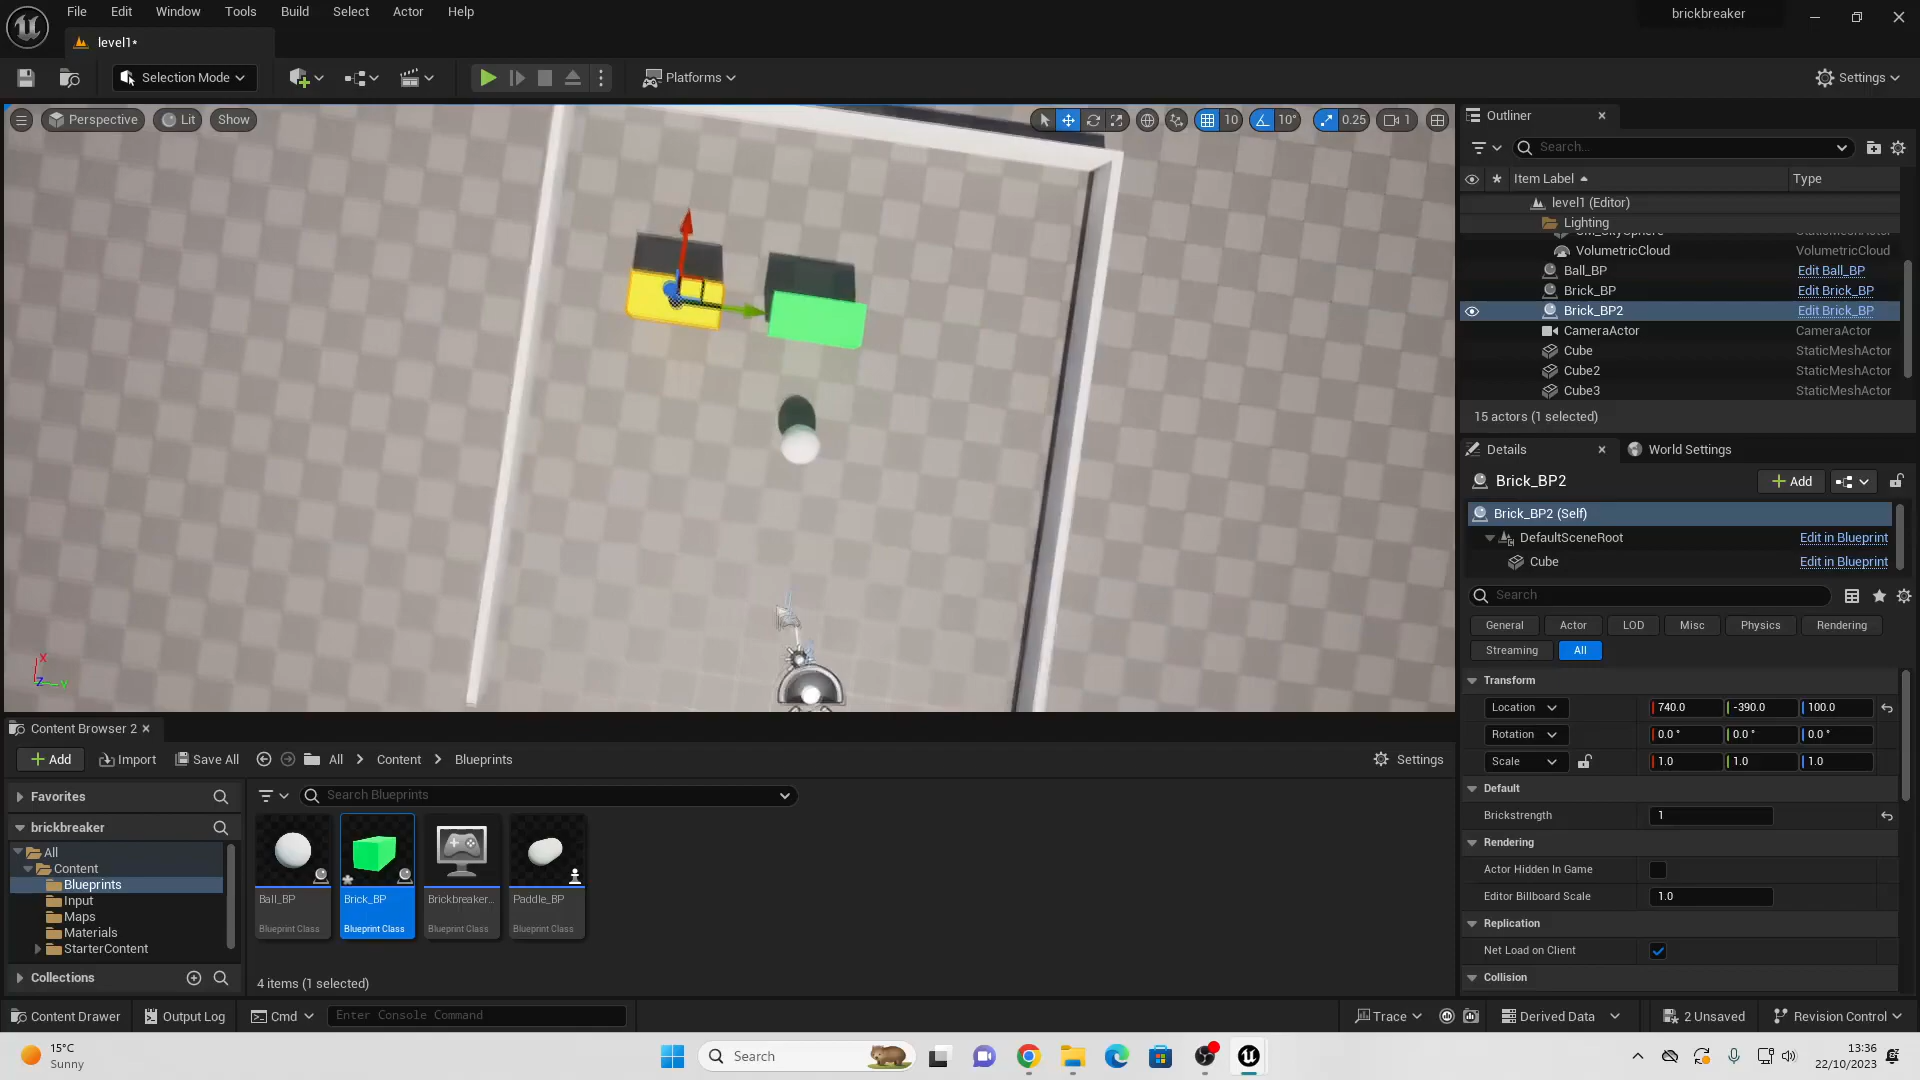 File Edit Window Tools Build Select Actor Help
brickbreaker
level1*
Selection Mode
Platforms
Settings
Perspective Lit Show
10 10° 0.25 1
Outliner
Search...
Item Label Type
level1 (Editor)
Lighting
VolumetricCloud VolumetricCloud
Ball_BP Edit Ball_BP
Brick_BP Edit Brick_BP
Brick_BP2 Edit Brick_BP
CameraActor CameraActor
Cube StaticMeshActor
Cube2 StaticMeshActor
Cube3 StaticMeshActor
15 actors (1 selected)
Details World Settings
Brick_BP2 Add
Brick_BP2 (Self)
DefaultSceneRoot Edit in Blueprint
Cube Edit in Blueprint
Search
General Actor LOD Misc Physics Rendering
Streaming All
Transform
Location 740.0 -390.0 100.0
Rotation 0.0 ° 0.0 ° 0.0 °
Scale 1.0 1.0 1.0
Default
Brickstrength 1
Rendering
Actor Hidden In Game
Editor Billboard Scale 1.0
Replication
Net Load on Client
Collision
X
Z Y
Content Browser 2
Add Import Save All All Content Blueprints Settings
Favorites
Search Blueprints
brickbreaker
All
Content
Blueprints
Input
Maps
Materials
StarterContent
Collections
Ball_BP Brick_BP Brickbreaker... Paddle_BP
Blueprint Class Blueprint Class Blueprint Class Blueprint Class
4 items (1 selected)
Content Drawer Output Log Cmd Enter Console Command Trace Derived Data 2 Unsaved Revision Control
15°C
Sunny
Search
13:36
22/10/2023